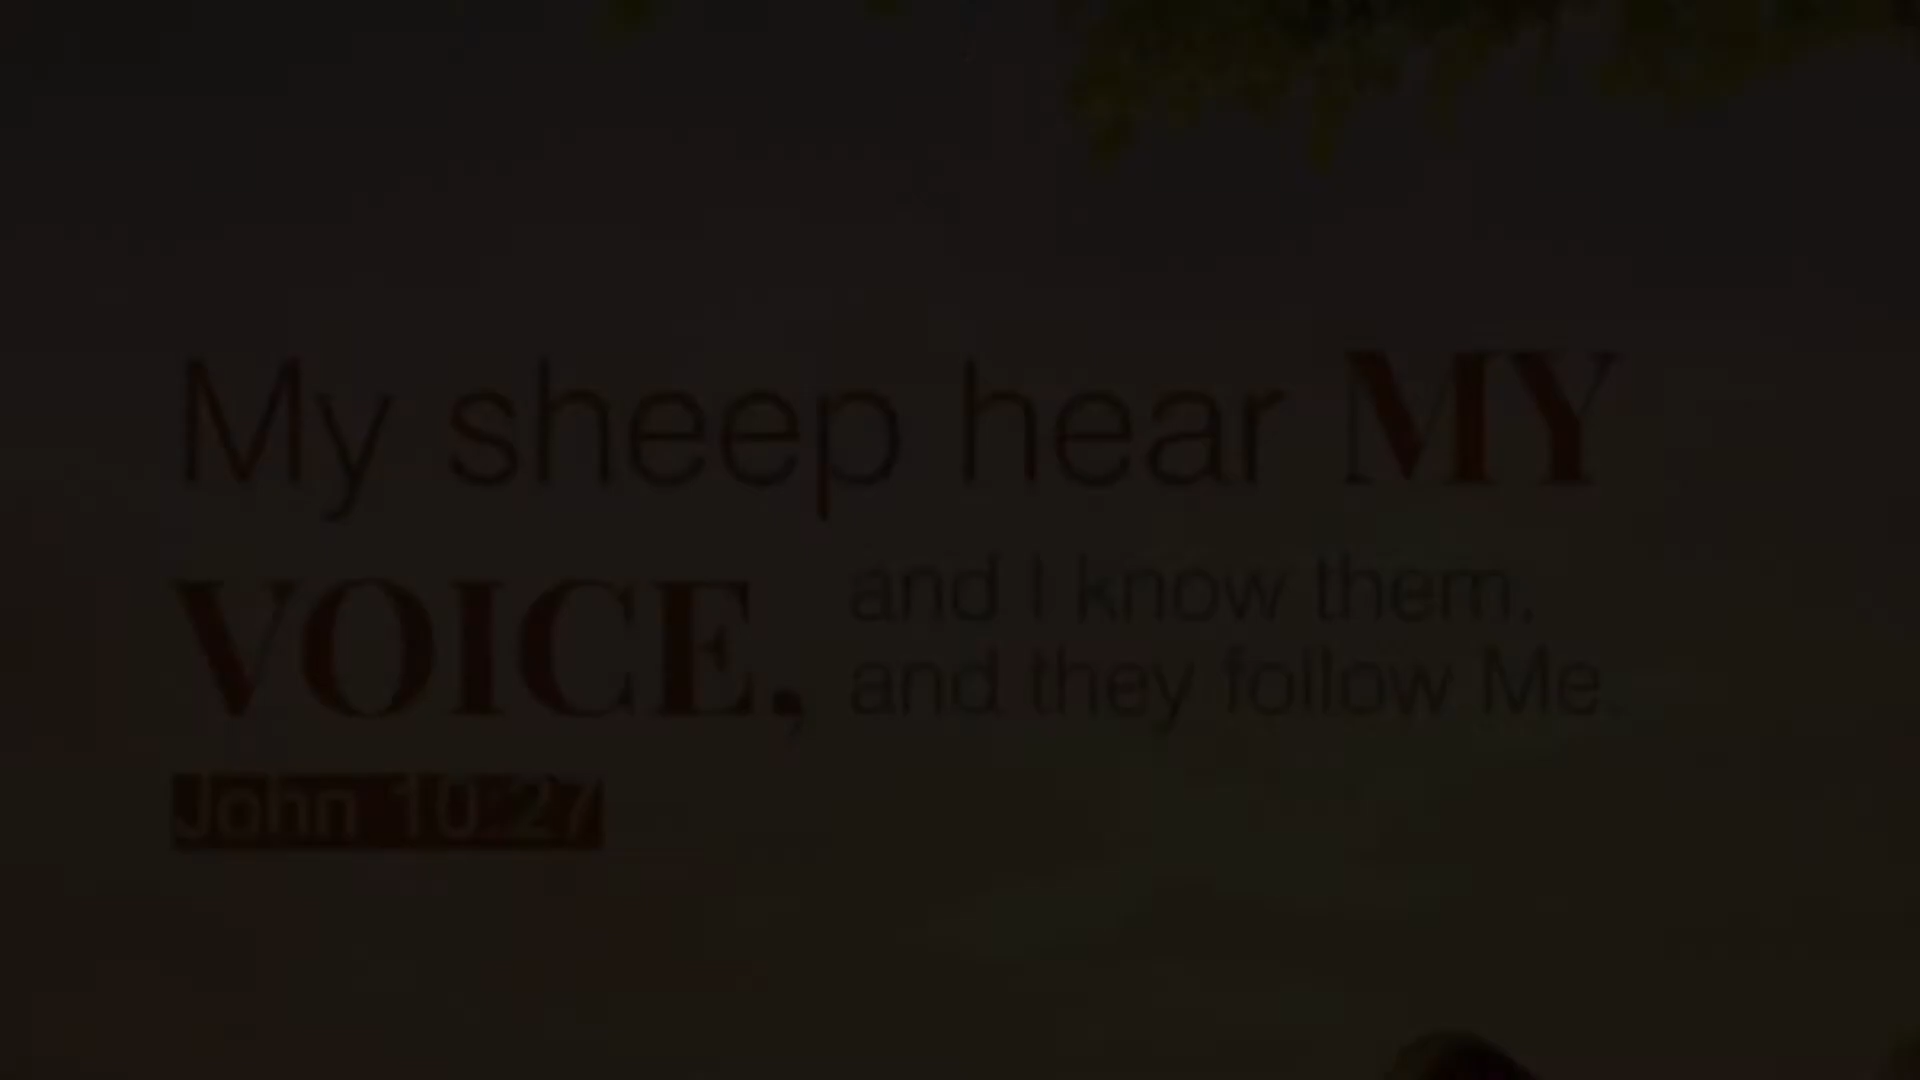 My sheep hear MY
VOICE, and I know them,
and they follow Me.
John 10:27